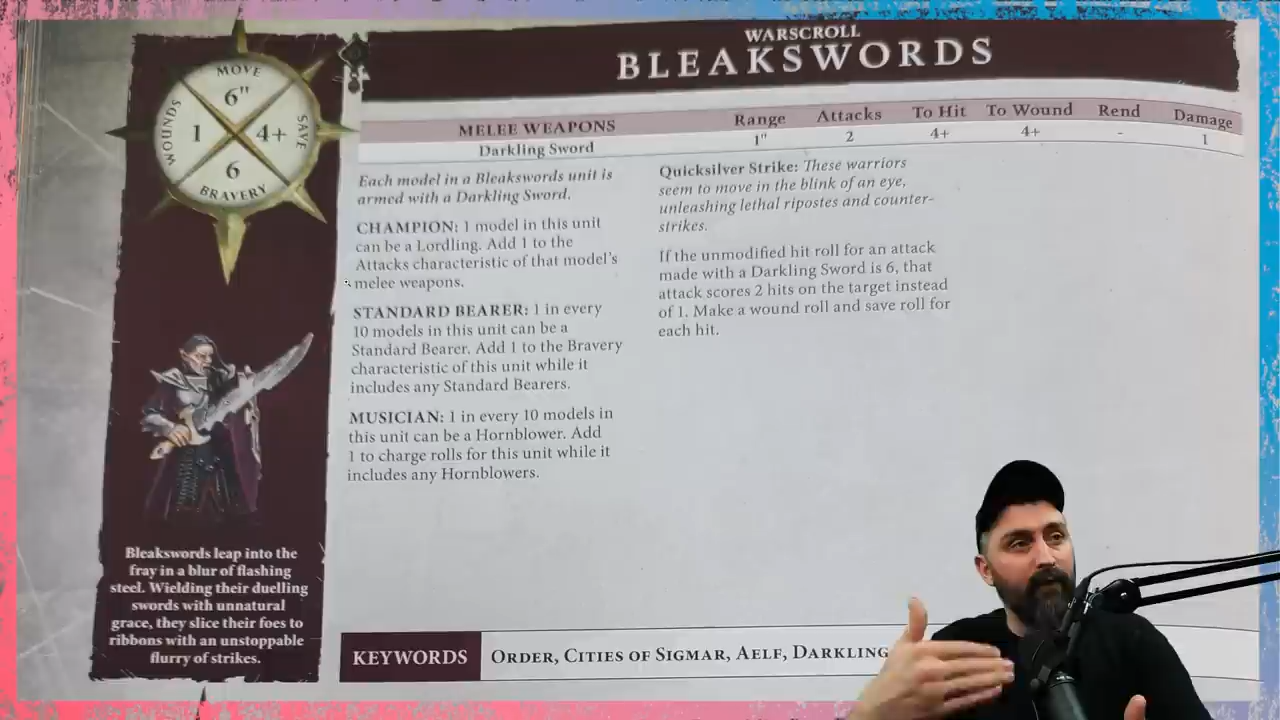 WARSCROLL
BLEAKSWORDS
MOVE
6"
WOUNDS
1
4+
SAVE
6
BRAVERY
MELEE WEAPONS Range Attacks To Hit To Wound Rend Damage
Darkling Sword 1" 2 4+ 4+ - 1
Each model in a Bleakswords unit is
armed with a Darkling Sword.
CHAMPION: 1 model in this unit
can be a Lordling. Add 1 to the
Attacks characteristic of that model's
melee weapons.
STANDARD BEARER: 1 in every
10 models in this unit can be a
Standard Bearer. Add 1 to the Bravery
characteristic of this unit while it
includes any Standard Bearers.
MUSICIAN: 1 in every 10 models in
this unit can be a Hornblower. Add
1 to charge rolls for this unit while it
includes any Hornblowers.
Quicksilver Strike: These warriors
seem to move in the blink of an eye,
unleashing lethal ripostes and counter-
strikes.
If the unmodified hit roll for an attack
made with a Darkling Sword is 6, that
attack scores 2 hits on the target instead
of 1. Make a wound roll and save roll for
each hit.
Bleakswords leap into the
fray in a blur of flashing
steel. Wielding their duelling
swords with unnatural
grace, they slice their foes to
ribbons with an unstoppable
flurry of strikes.
KEYWORDS ORDER, CITIES OF SIGMAR, AELF, DARKLING